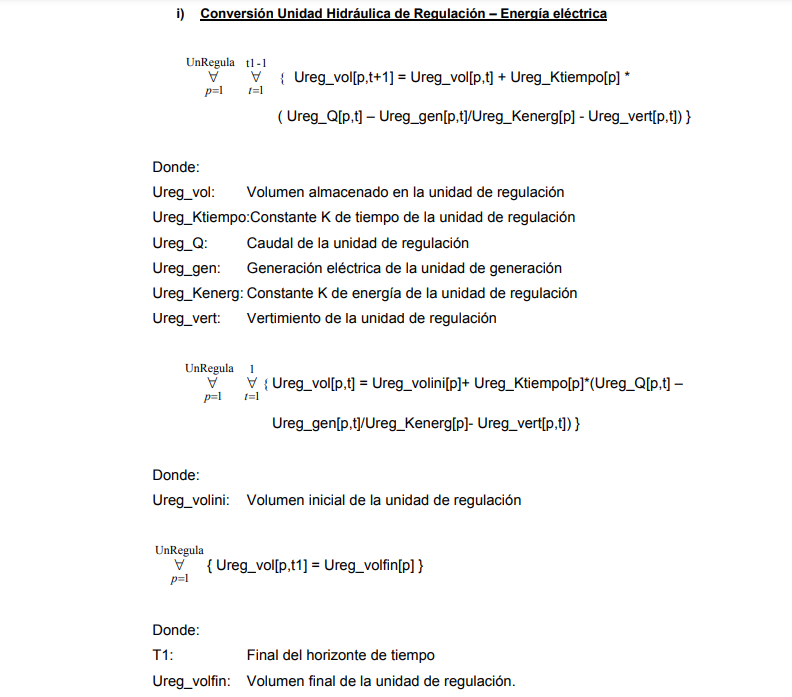 i) Conversión Unidad Hidráulica de Regulación – Energía eléctrica
UnRegula t1-1
∀ ∀ { Ureg_vol[p,t+1] = Ureg_vol[p,t] + Ureg_Ktiempo[p] *
p=1 t=1
( Ureg_Q[p,t] – Ureg_gen[p,t]/Ureg_Kenerg[p] - Ureg_vert[p,t]) }
Donde:
Ureg_vol: Volumen almacenado en la unidad de regulación
Ureg_Ktiempo:Constante K de tiempo de la unidad de regulación
Ureg_Q: Caudal de la unidad de regulación
Ureg_gen: Generación eléctrica de la unidad de generación
Ureg_Kenerg: Constante K de energía de la unidad de regulación
Ureg_vert: Vertimiento de la unidad de regulación
UnRegula 1
∀ ∀ { Ureg_vol[p,t] = Ureg_volini[p]+ Ureg_Ktiempo[p]*(Ureg_Q[p,t] –
p=1 t=1
Ureg_gen[p,t]/Ureg_Kenerg[p]- Ureg_vert[p,t]) }
Donde:
Ureg_volini: Volumen inicial de la unidad de regulación
UnRegula
∀ { Ureg_vol[p,t1] = Ureg_volfin[p] }
p=1
Donde:
T1: Final del horizonte de tiempo
Ureg_volfin: Volumen final de la unidad de regulación.